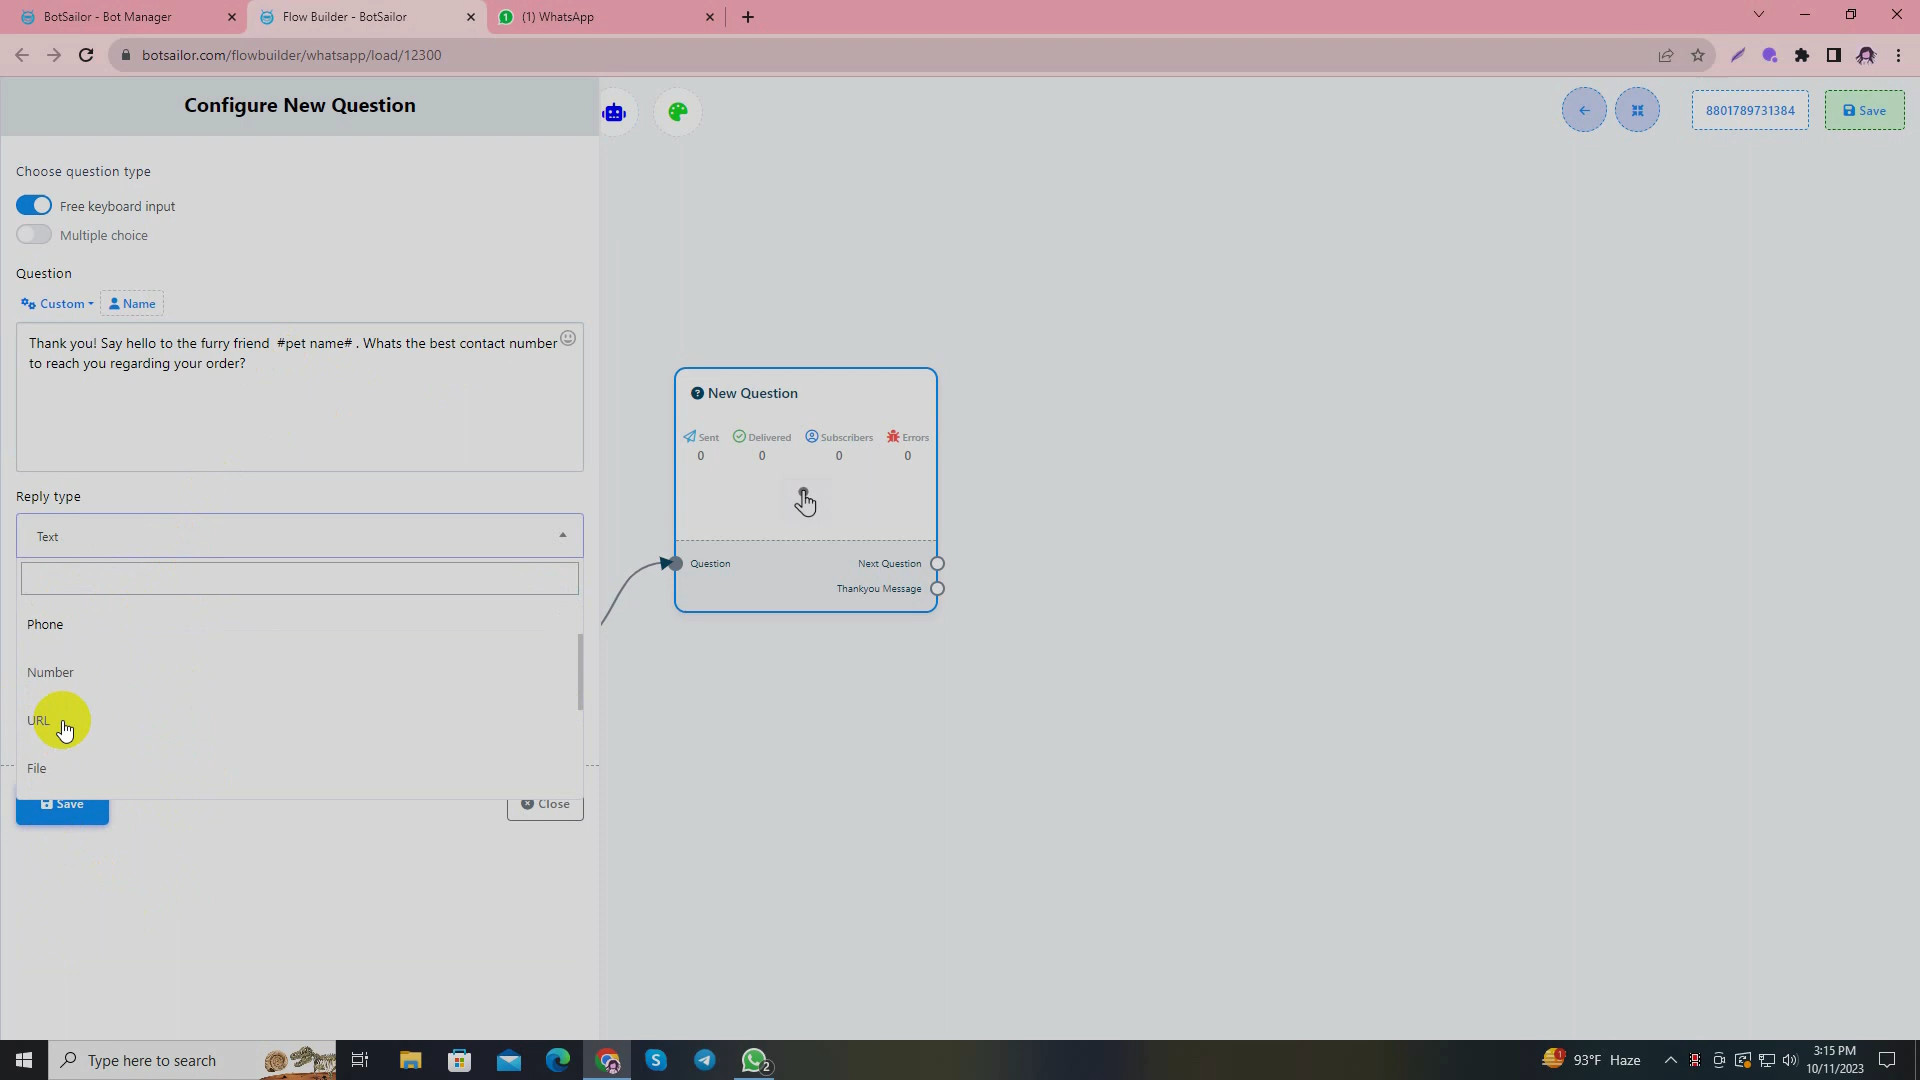 BotSailor - Bot Manager
Flow Builder - BotSailor
1 (1) WhatsApp
botsailor.com/flowbuilder/whatsapp/load/12300
Configure New Question
8801789731384
Save
Choose question type
Free keyboard input
Multiple choice
Question
Custom
Name
Thank you! Say hello to the furry friend  #pet name# . Whats the best contact number
to reach you regarding your order?
Reply type
Text
Phone
Number
URL
File
Save
Close
New Question
Sent
Delivered
Subscribers
Errors
0
0
0
0
Question
Next Question
Thankyou Message
Type here to search
2
1
93°F Haze
3:15 PM
10/11/2023